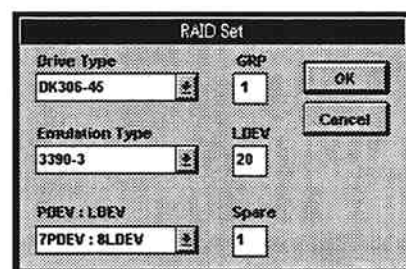 RAID Set
Drive Type
GRP
DK306-45
1
OK
Cancel
Emulation Type
LDEV
3390-3
20
PDEV : LDEV
Spare
7PDEV : 8LDEV
1